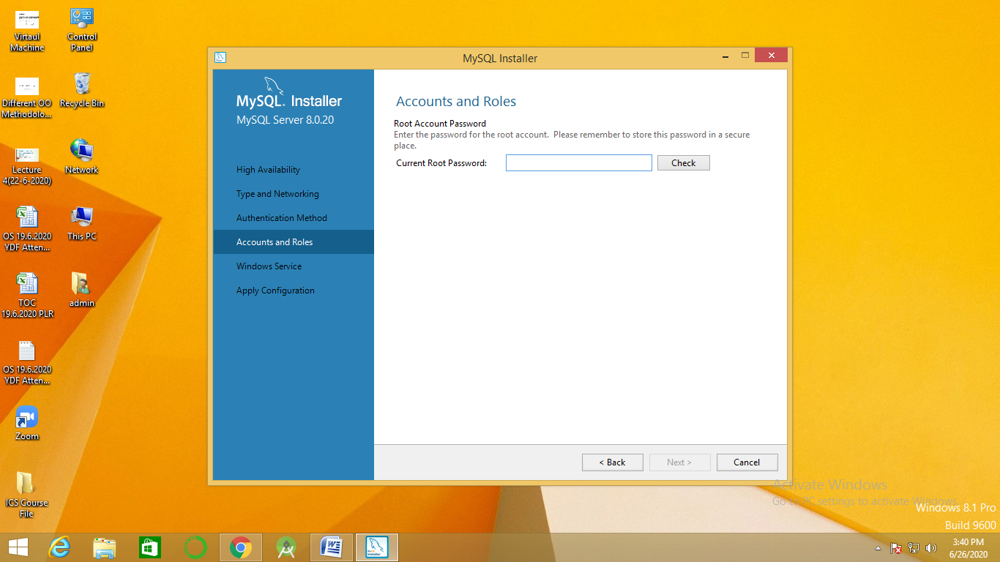 Virtaul
Machine
Control
Panel
Different OO
Methodolo...
Recycle Bin
Lecture
4(22-6-2020)
Network
OS 19.6.2020
YDF Atten...
This PC
TOC
19.6.2020 PLR
admin
OS 19.6.2020
YDF Atten...
Zoom
ICS Course
File
MySQL Installer
MySQL. Installer
MySQL Server 8.0.20
High Availability
Type and Networking
Authentication Method
Accounts and Roles
Windows Service
Apply Configuration
Accounts and Roles
Root Account Password
Enter the password for the root account.  Please remember to store this password in a secure
place.
Current Root Password:
Check
< Back
Next >
Cancel
Activate Windows
Go to PC settings to activate Windows.
Windows 8.1 Pro
Build 9600
3:40 PM
6/26/2020